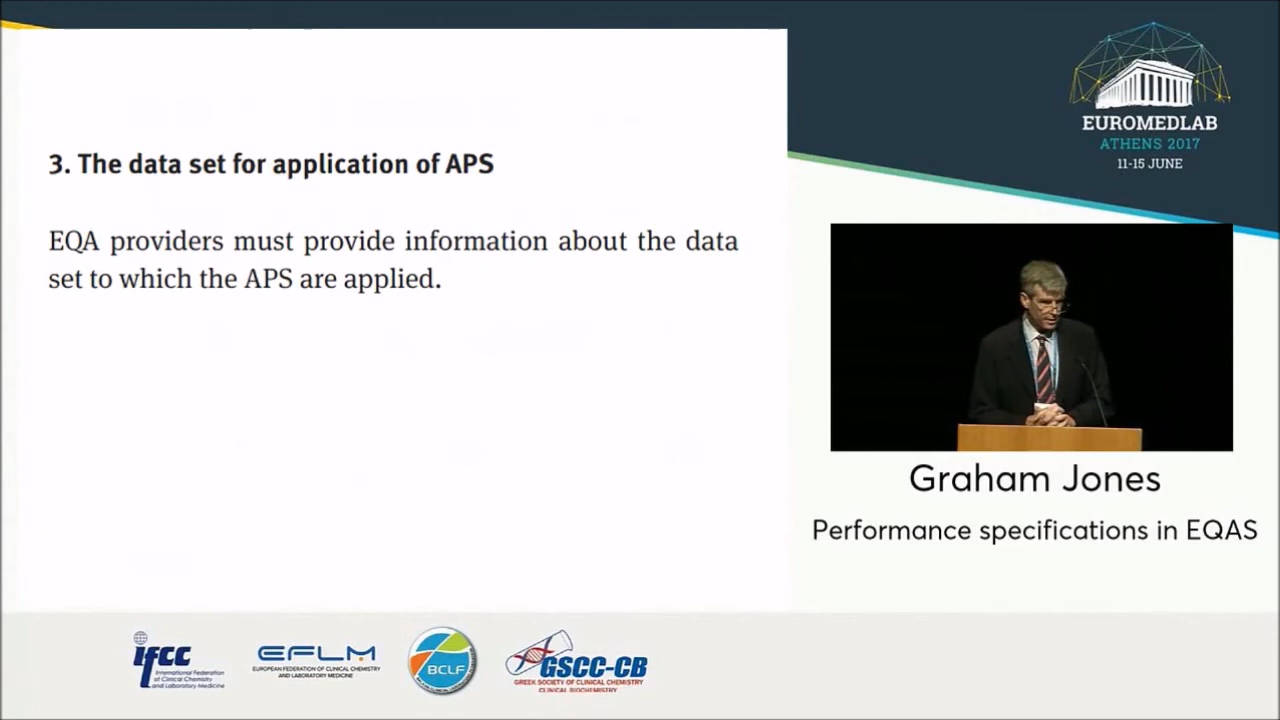 3. The data set for application of APS
EQA providers must provide information about the data
set to which the APS are applied.
EUROMEDLAB
ATHENS 2017
11-15 JUNE
Graham Jones
Performance specifications in EQAS
ifcc
International Federation
of Clinical Chemistry
and Laboratory Medicine
EFLM
EUROPEAN FEDERATION OF CLINICAL CHEMISTRY
AND LABORATORY MEDICINE
BCLF
GSCC-CB
GREEK SOCIETY OF CLINICAL CHEMISTRY
CLINICAL BIOCHEMISTRY